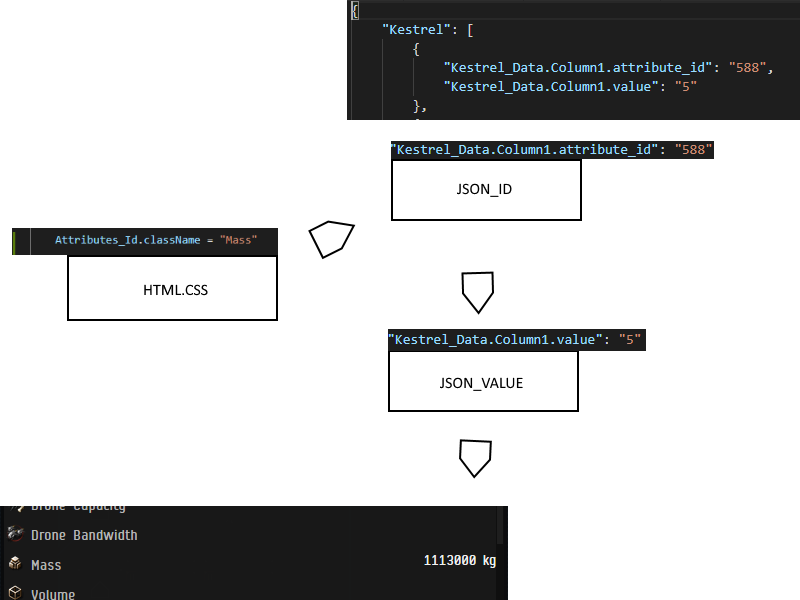 {
"Kestrel": [
{
"Kestrel_Data.Column1.attribute_id": "588",
"Kestrel_Data.Column1.value": "5"
},
"Kestrel_Data.Column1.attribute_id": "588"
JSON_ID
Attributes_Id.className = "Mass"
HTML.CSS
"Kestrel_Data.Column1.value": "5"
JSON_VALUE
Drone Capacity
Drone Bandwidth
Mass 1113000 kg
Volume